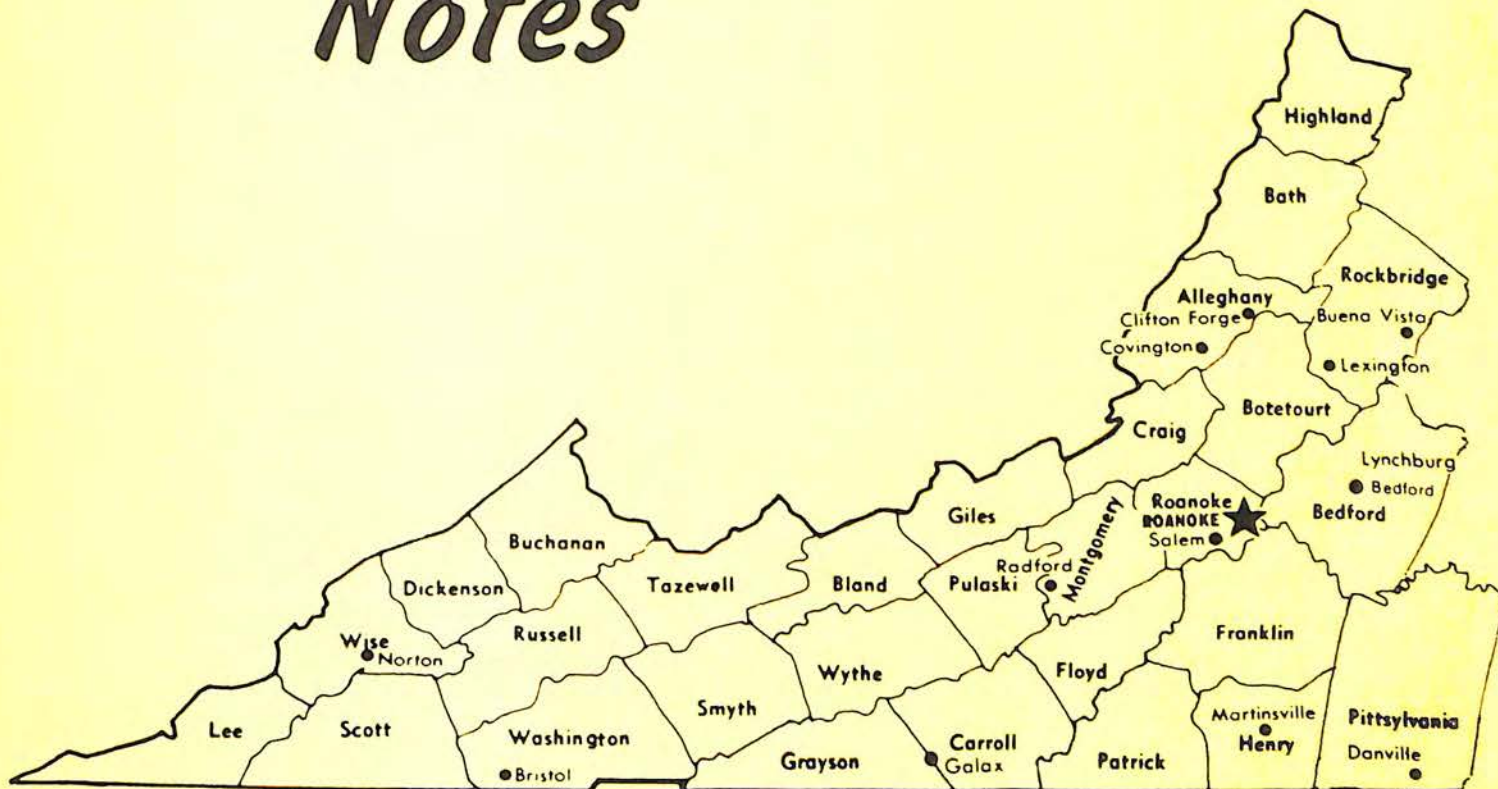 Notes
Highland
Bath
Rockbridge
Alleghany
Clifton Forge
Buena Vista
Covington
Lexington
Botetourt
Craig
Lynchburg
Bedford
Bedford
Roanoke
ROANOKE
Salem
Giles
Montgomery
Radford
Pulaski
Buchanan
Dickenson
Tazewell
Bland
Russell
Wise
Norton
Franklin
Wythe
Floyd
Smyth
Lee
Scott
Washington
Bristol
Grayson
Carroll
Galax
Patrick
Martinsville
Henry
Pittsylvania
Danville